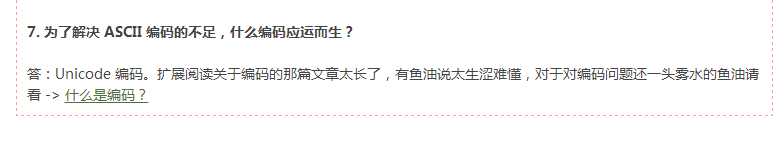 7. 为了解决 ASCII 编码的不足，什么编码应运而生？
答：Unicode 编码。扩展阅读关于编码的那篇文章太长了，有鱼油说太生涩难懂，对于对编码问题还一头雾水的鱼油请
看 -> 什么是编码？